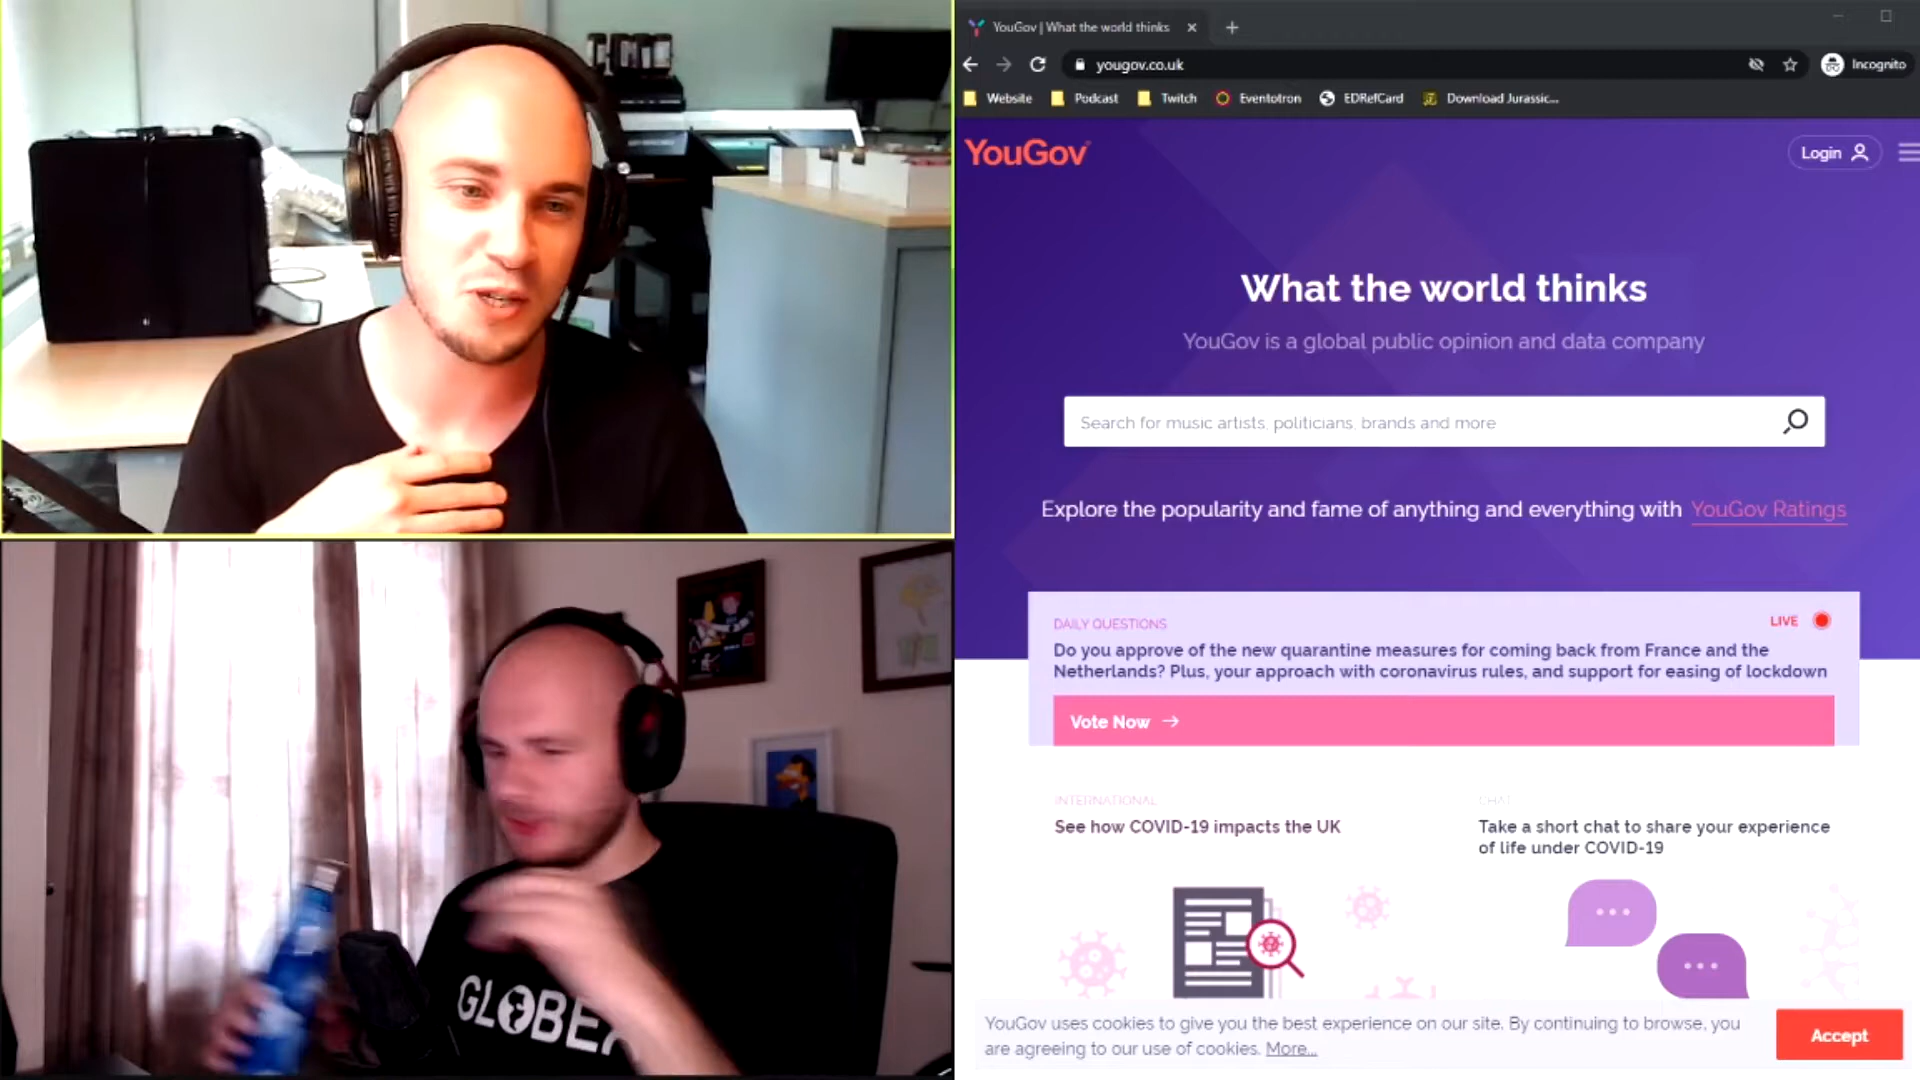 YouGov | What the world thinks
yougov.co.uk
Incognito
Website
Podcast
Twitch
Eventotron
EDRefCard
Download Jurassic...
YouGov
Login
What the world thinks
YouGov is a global public opinion and data company
Search for music artists, politicians, brands and more
Explore the popularity and fame of anything and everything with YouGov Ratings
DAILY QUESTIONS
LIVE
Do you approve of the new quarantine measures for coming back from France and the
Netherlands? Plus, your approach with coronavirus rules, and support for easing of lockdown
Vote Now
INTERNATIONAL
See how COVID-19 impacts the UK
CHAT
Take a short chat to share your experience
of life under COVID-19
YouGov uses cookies to give you the best experience on our site. By continuing to browse, you
are agreeing to our use of cookies. More...
Accept